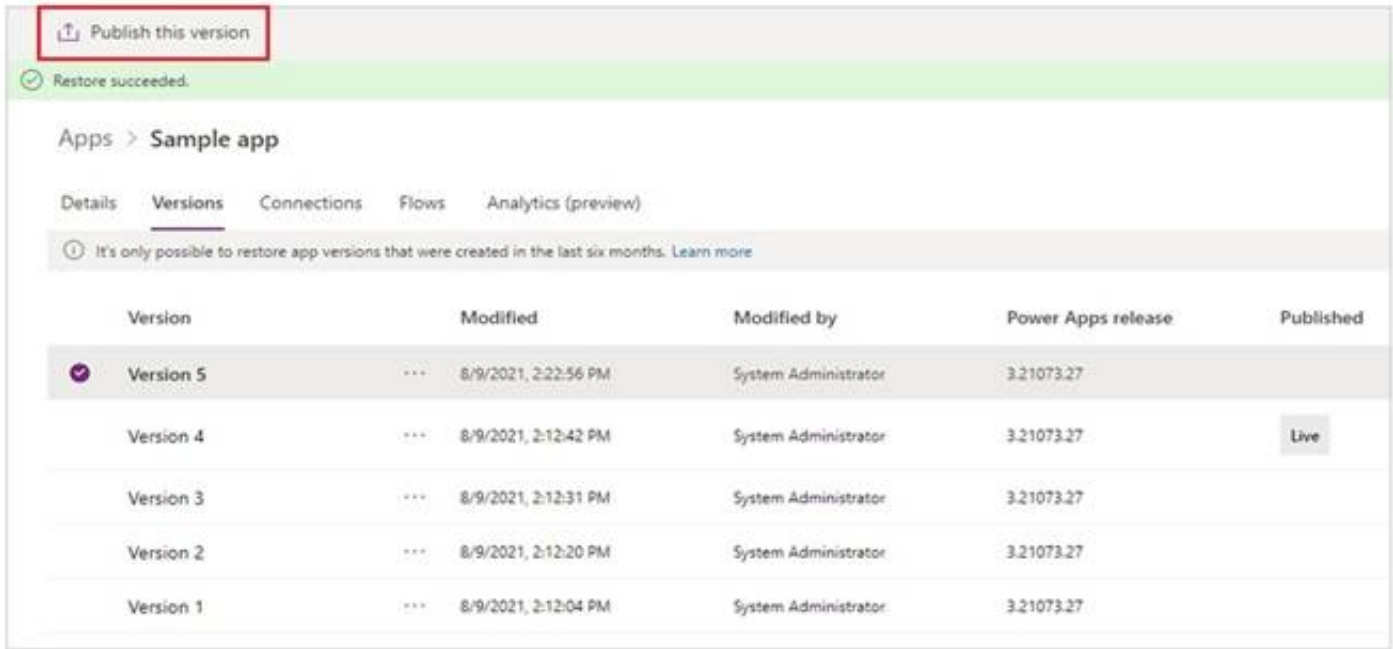 Publish this version
Restore succeeded.
Apps > Sample app
Details Versions Connections Flows Analytics (preview)
It's only possible to restore app versions that were created in the last six months. Learn more
Version Modified Modified by Power Apps release Published
Version 5 ... 8/9/2021, 2:22:56 PM System Administrator 3.21073.27
Version 4 ... 8/9/2021, 2:12:42 PM System Administrator 3.21073.27 Live
Version 3 ... 8/9/2021, 2:12:31 PM System Administrator 3.21073.27
Version 2 ... 8/9/2021, 2:12:20 PM System Administrator 3.21073.27
Version 1 ... 8/9/2021, 2:12:04 PM System Administrator 3.21073.27